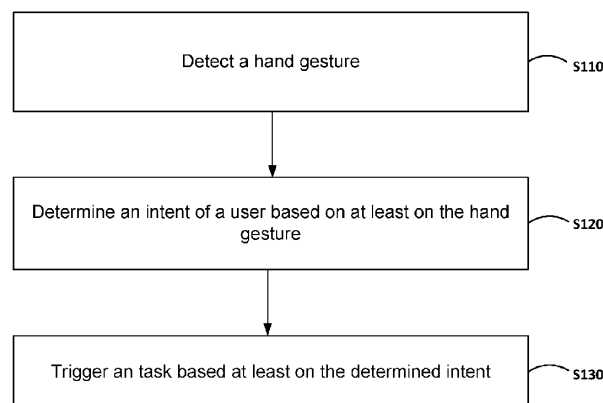 Detect a hand gesture
S110
Determine an intent of a user based on at least on the hand
gesture
S120
Trigger an task based at least on the determined intent
S130